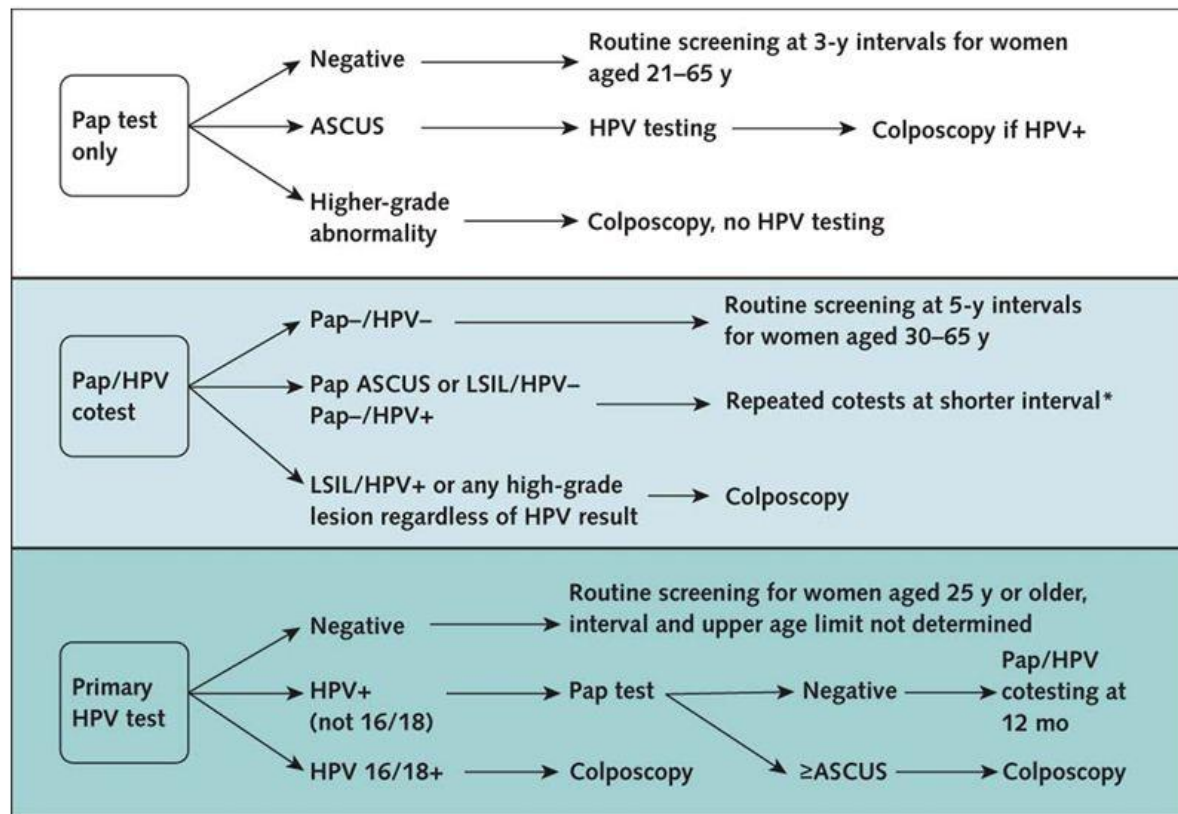 Pap test
only
Negative
Routine screening at 3-y intervals for women
aged 21–65 y
ASCUS
HPV testing
Colposcopy if HPV+
Higher-grade
abnormality
Colposcopy, no HPV testing
Pap/HPV
cotest
Pap–/HPV–
Routine screening at 5-y intervals
for women aged 30–65 y
Pap ASCUS or LSIL/HPV–
Pap–/HPV+
Repeated cotests at shorter interval*
LSIL/HPV+ or any high-grade
lesion regardless of HPV result
Colposcopy
Primary
HPV test
Negative
Routine screening for women aged 25 y or older,
interval and upper age limit not determined
HPV+
(not 16/18)
Pap test
Negative
Pap/HPV
cotesting at
12 mo
≥ASCUS
Colposcopy
HPV 16/18+
Colposcopy